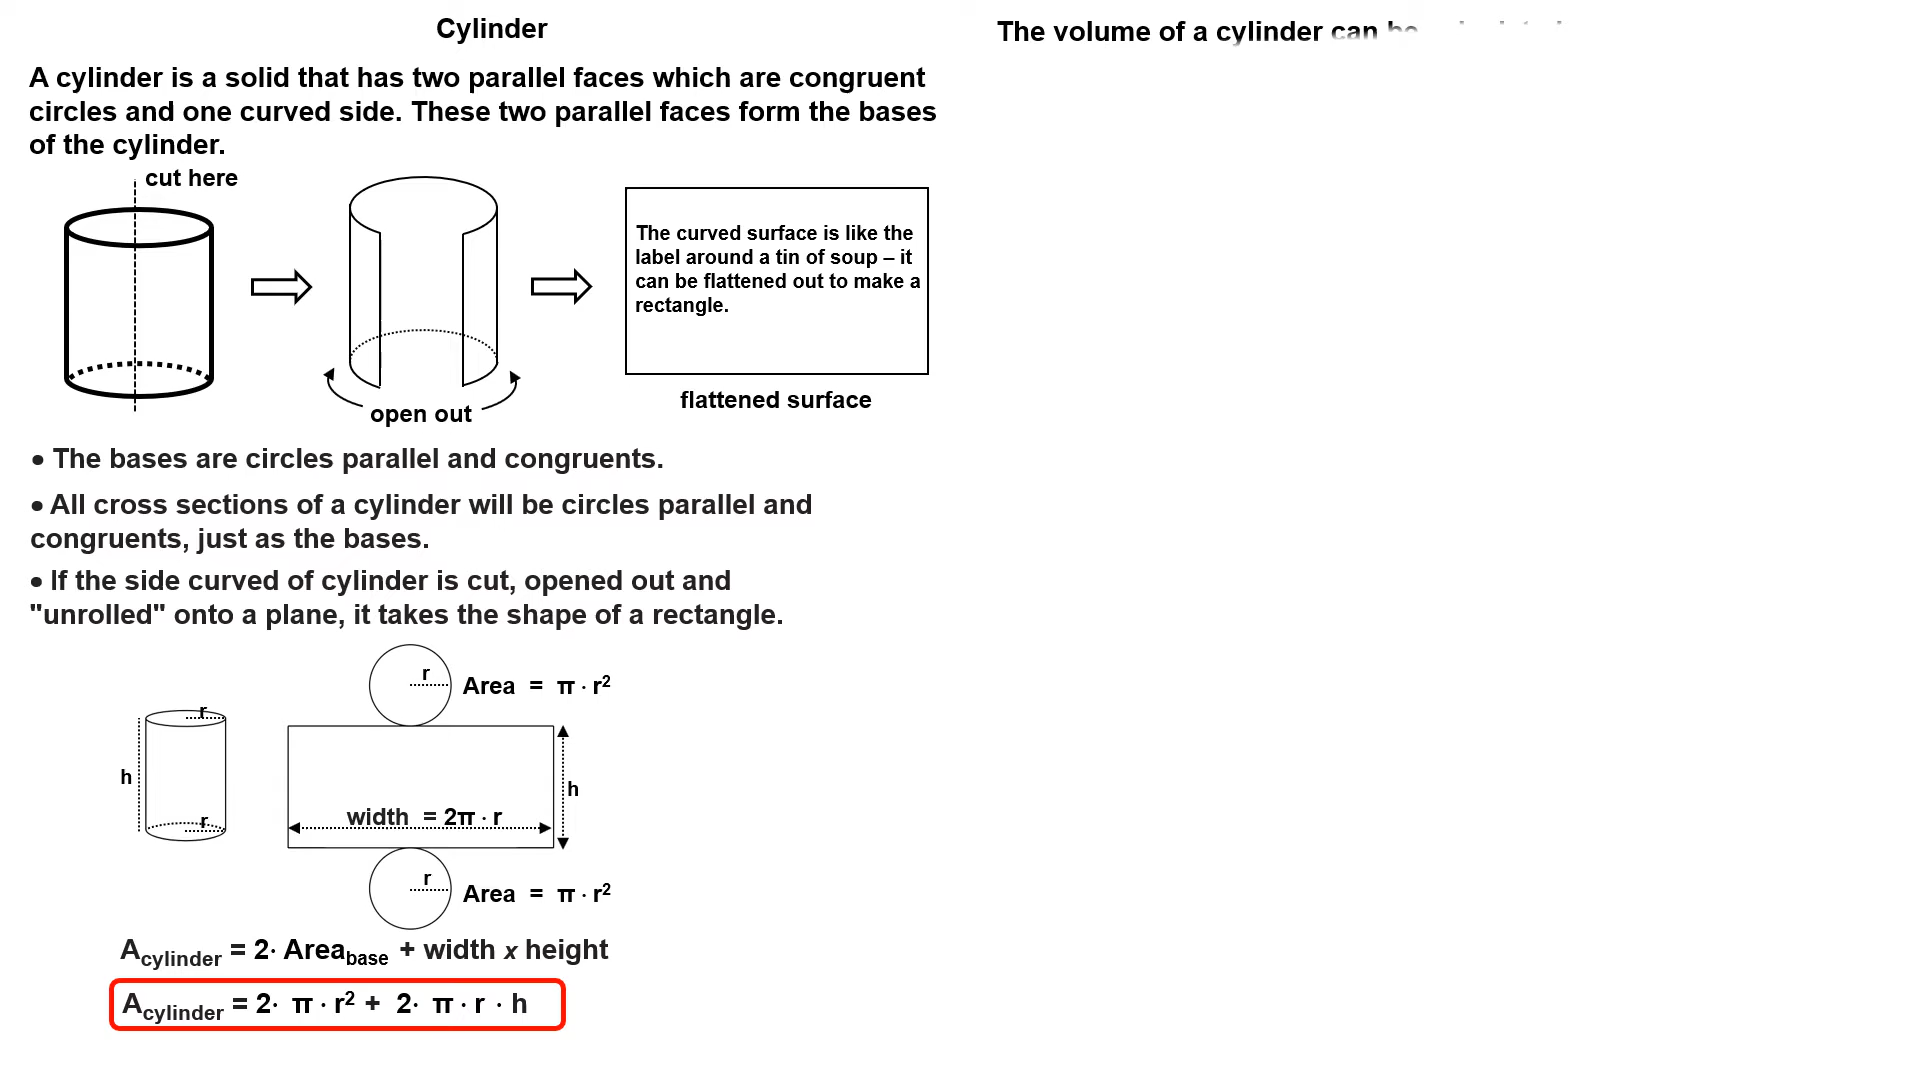 Cylinder
A cylinder is a solid that has two parallel faces which are congruent
circles and one curved side. These two parallel faces form the bases
of the cylinder.
cut here
The curved surface is like the
label around a tin of soup – it
can be flattened out to make a
rectangle.
open out
flattened surface
• The bases are circles parallel and congruents.
• All cross sections of a cylinder will be circles parallel and
congruents, just as the bases.
• If the side curved of cylinder is cut, opened out and
"unrolled" onto a plane, it takes the shape of a rectangle.
r
Area = π · r²
r
h
r
h
width = 2π · r
r
Area = π · r²
Acylinder = 2· Areabase + width x height
Acylinder = 2· π · r² + 2· π · r · h
The volume of a cylinder can